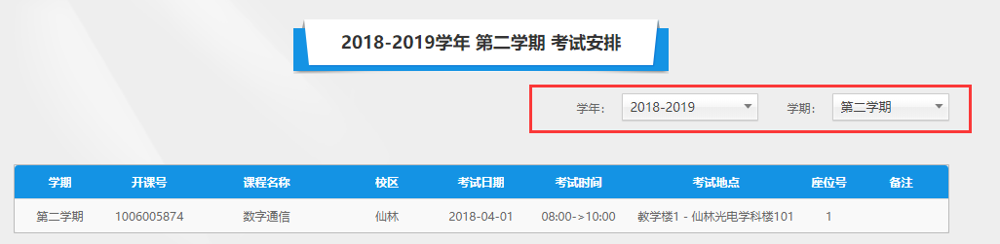 2018-2019学年 第二学期 考试安排
学年： 2018-2019 学期： 第二学期
学期 开课号 课程名称 校区 考试日期 考试时间 考试地点 座位号 备注
第二学期 1006005874 数字通信 仙林 2018-04-01 08:00->10:00 教学楼1 - 仙林光电学科楼101 1